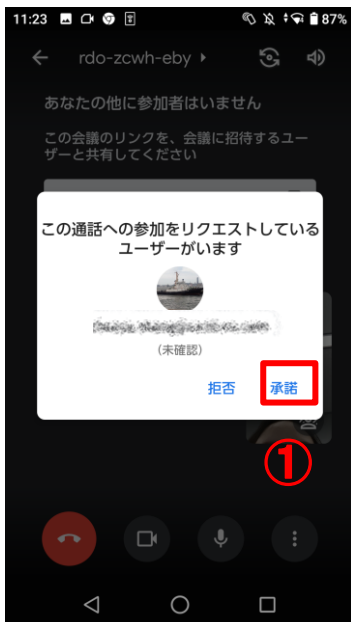 11:23
87%
rdo-zcwh-eby
あなたの他に参加者はいません
この会議のリンクを、会議に招待するユー
ザーと共有してください
この通話への参加をリクエストしている
ユーザーがいます
(未確認)
拒否 承諾
①